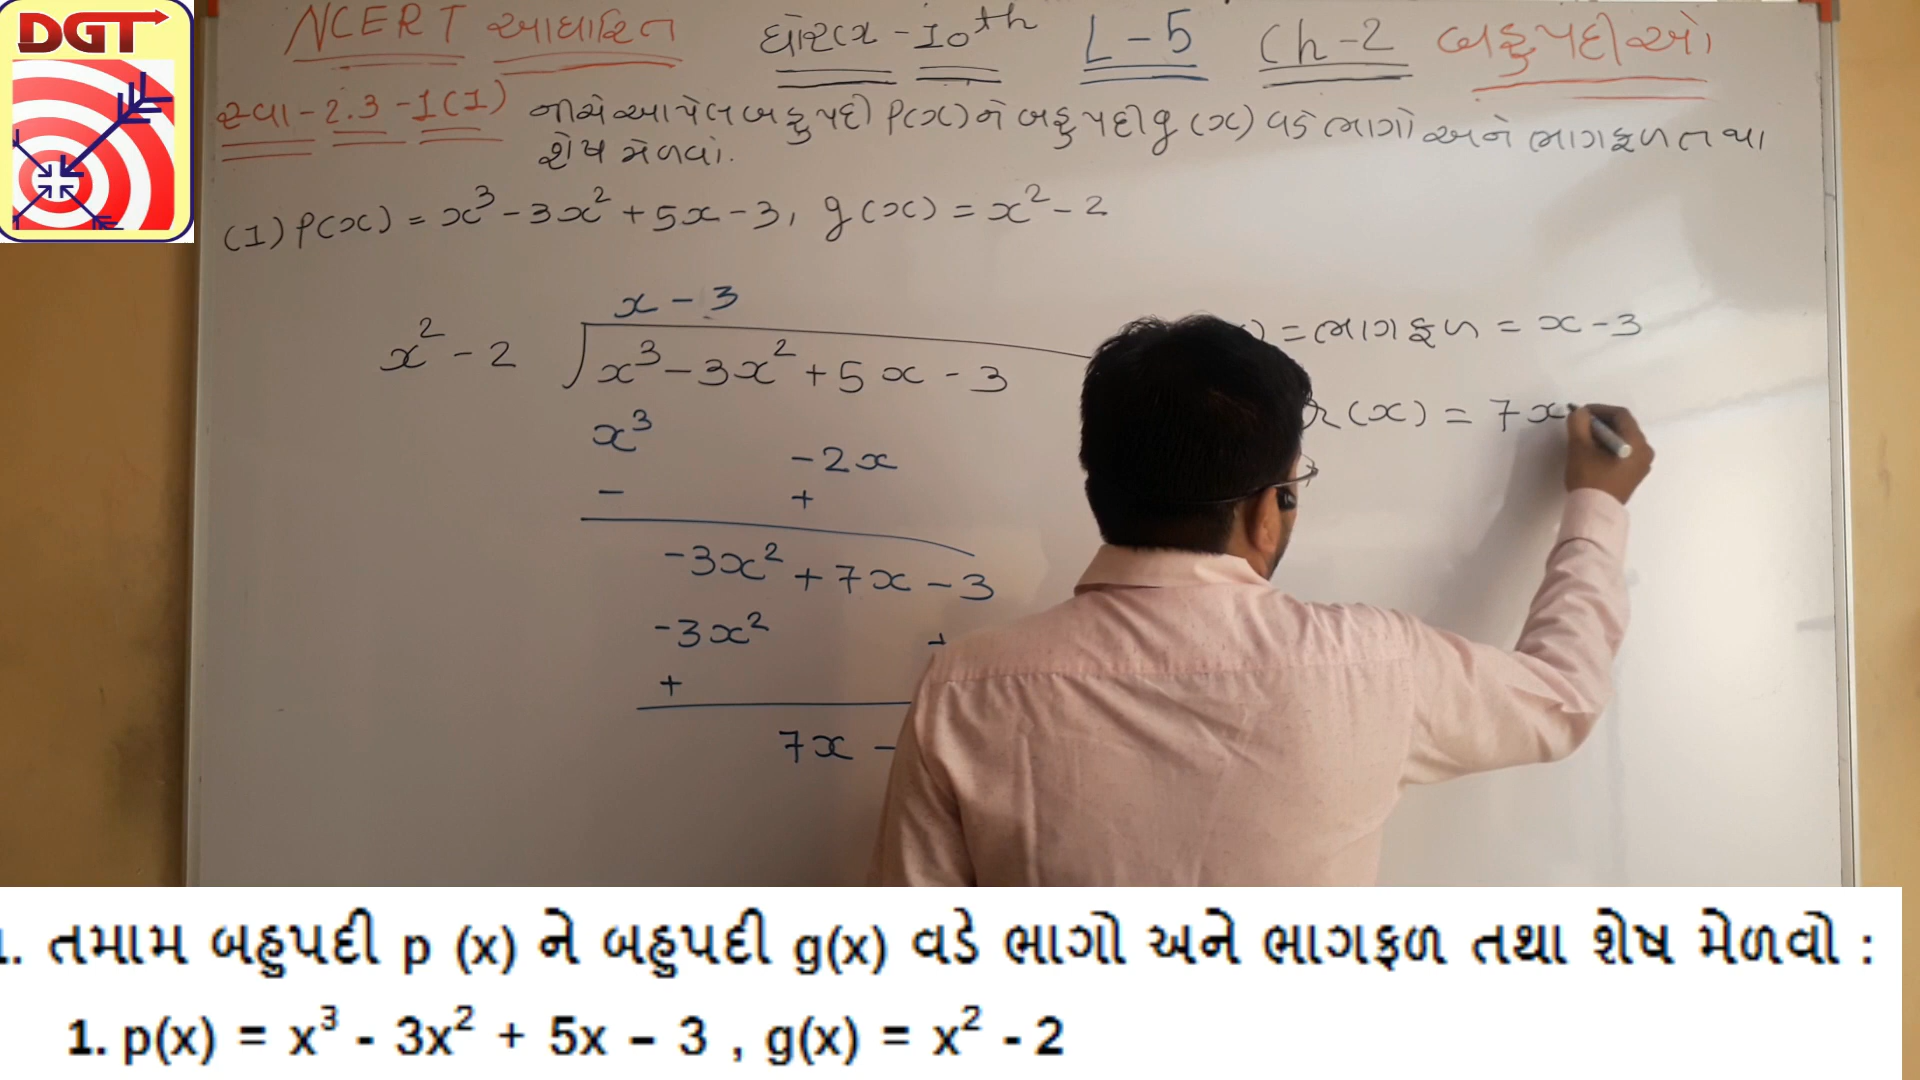 DGT
NCERT આધારિત ધોરણ-10th L-5 Ch-2 બહુપદીઓ
સ્વા-2.3-1(1) નીચે આપેલ બહુપદી P(x)ને બહુપદી g(x) વડે ભાગો અને ભાગફળ તથા
શેષ મેળવો.
(1) P(x) = x³ - 3x² + 5x - 3, g(x) = x² - 2
x - 3
x² - 2 x³ - 3x² + 5x - 3
x³ - 2x
- +
-3x² + 7x - 3
-3x² +
+
7x -
) = ભાગફળ = x - 3
r(x) = 7x
1. તમામ બહુપદી p (x) ને બહુપદી g(x) વડે ભાગો અને ભાગફળ તથા શેષ મેળવો :
1. p(x) = x³ - 3x² + 5x – 3 , g(x) = x² - 2